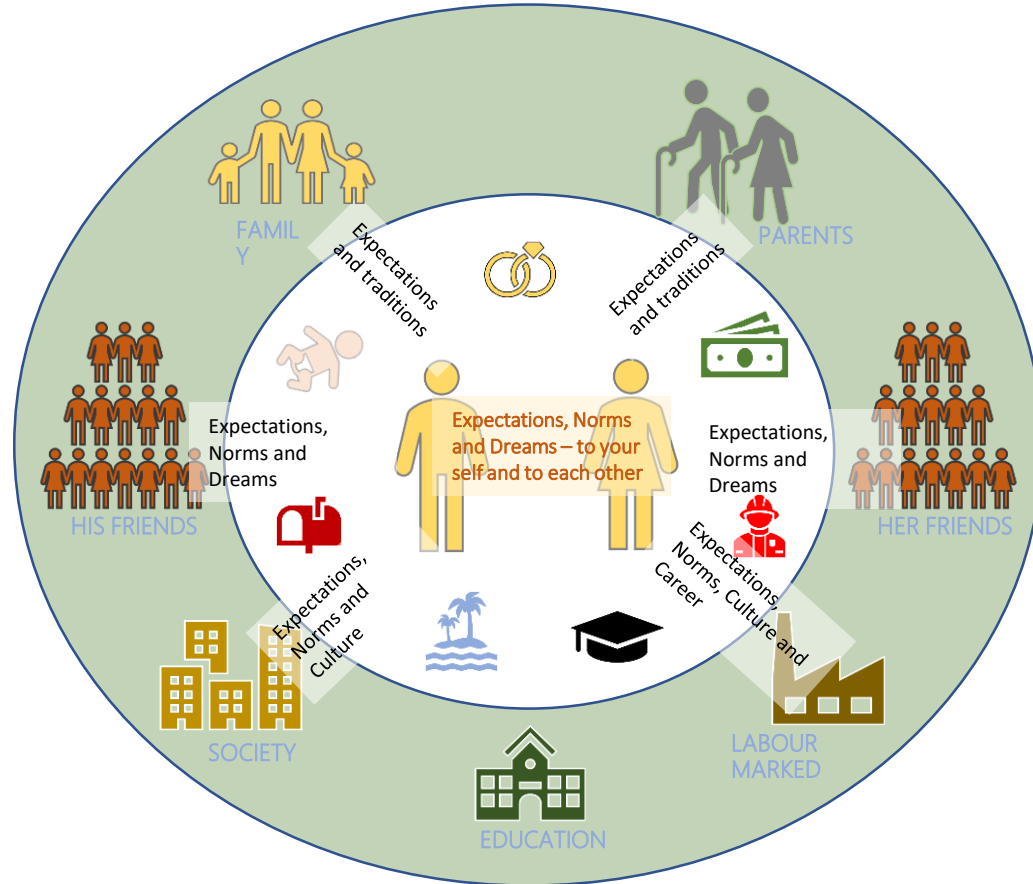 FAMIL
Y
PARENTS
Expectations
and traditions
Expectations
and traditions
Expectations, Norms
and Dreams – to your
self and to each other
Expectations,
Norms and
Dreams
Expectations,
Norms and
Dreams
HIS FRIENDS
HER FRIENDS
Expectations,
Norms and
Culture
Expectations,
Norms, Culture and
Career
SOCIETY
LABOUR
MARKED
EDUCATION